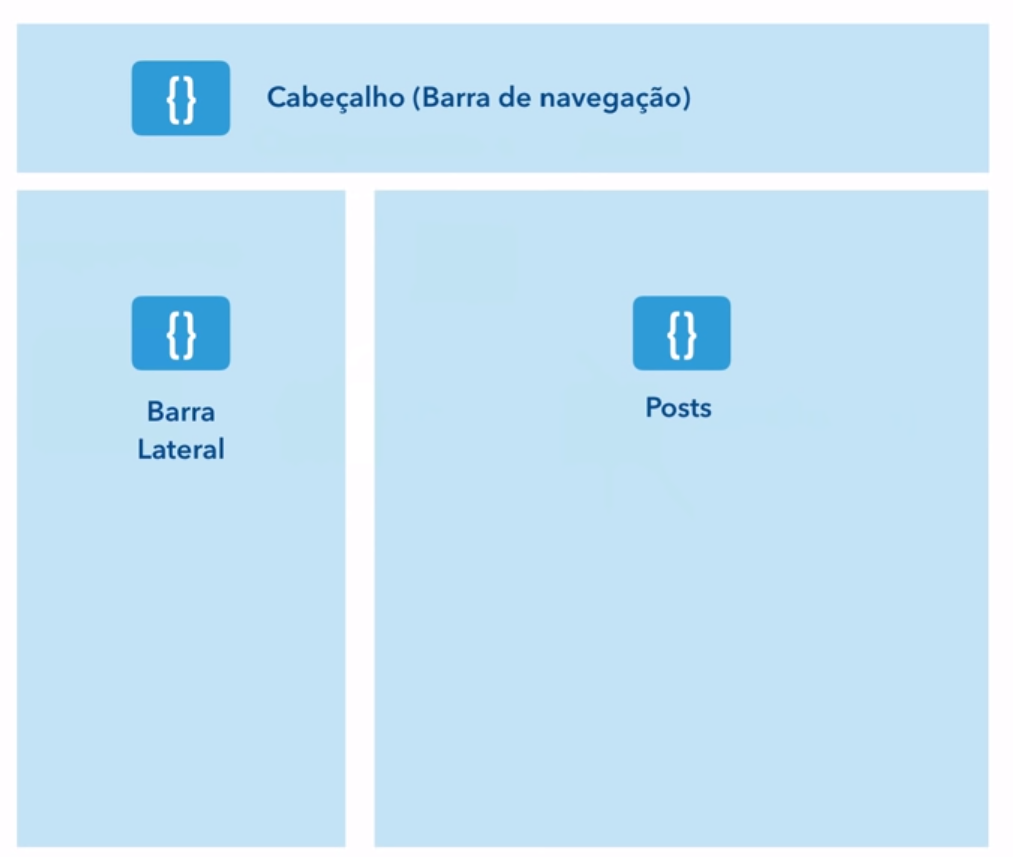 {}
Cabeçalho (Barra de navegação)
{}
Barra
Lateral
{}
Posts